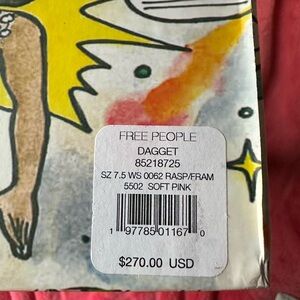 FREE PEOPLE
DAGGET
85218725
SZ 7.5 WS 0062 RASP/FRAM
5502 SOFT PINK
1 97785 01167 0
$270.00 USD